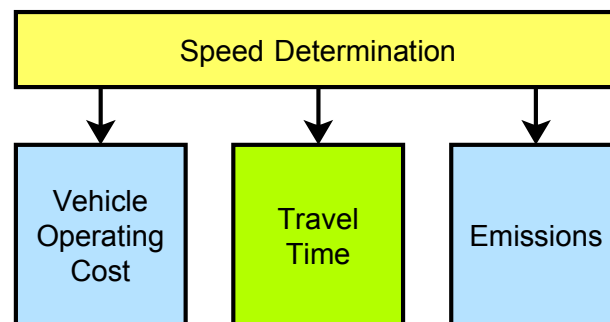 Speed Determination
Vehicle
Operating
Cost
Travel
Time
Emissions